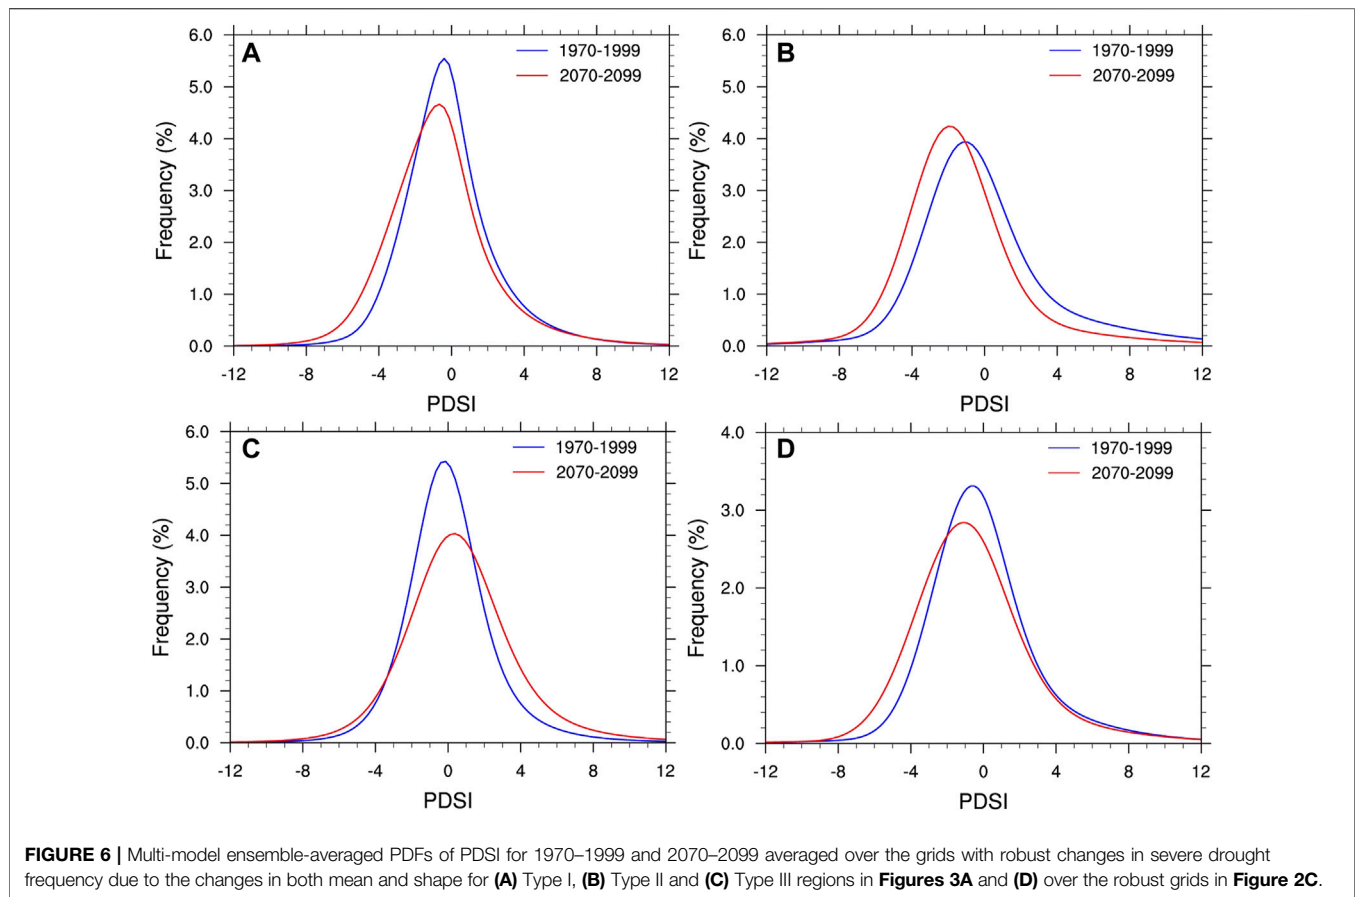 A
1970-1999
2070-2099
Frequency (%)
6.0
5.0
4.0
3.0
2.0
1.0
0.0
-12 -8 -4 0 4 8 12
PDSI
B
1970-1999
2070-2099
Frequency (%)
6.0
5.0
4.0
3.0
2.0
1.0
0.0
-12 -8 -4 0 4 8 12
PDSI
C
1970-1999
2070-2099
Frequency (%)
6.0
5.0
4.0
3.0
2.0
1.0
0.0
-12 -8 -4 0 4 8 12
PDSI
D
1970-1999
2070-2099
Frequency (%)
4.0
3.0
2.0
1.0
0.0
-12 -8 -4 0 4 8 12
PDSI
FIGURE 6 | Multi-model ensemble-averaged PDFs of PDSI for 1970–1999 and 2070–2099 averaged over the grids with robust changes in severe drought
frequency due to the changes in both mean and shape for (A) Type I, (B) Type II and (C) Type III regions in Figures 3A and (D) over the robust grids in Figure 2C.